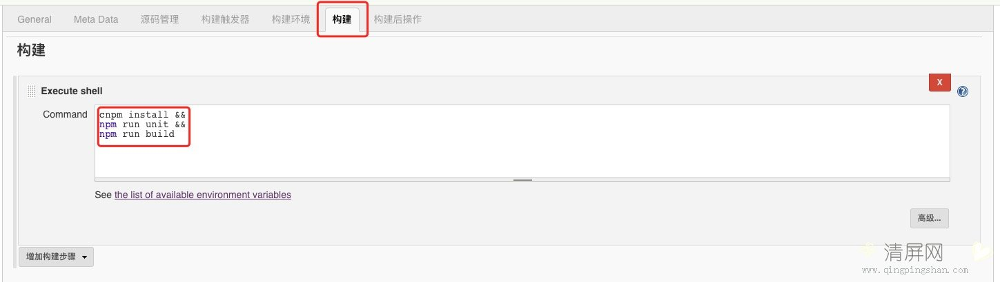 General Meta Data 源码管理 构建触发器 构建环境 构建 构建后操作
构建
Execute shell
X
Command
cnpm install &&
npm run unit &&
npm run build
See the list of available environment variables
高级...
增加构建步骤
清屏网
www.qingpingshan.com